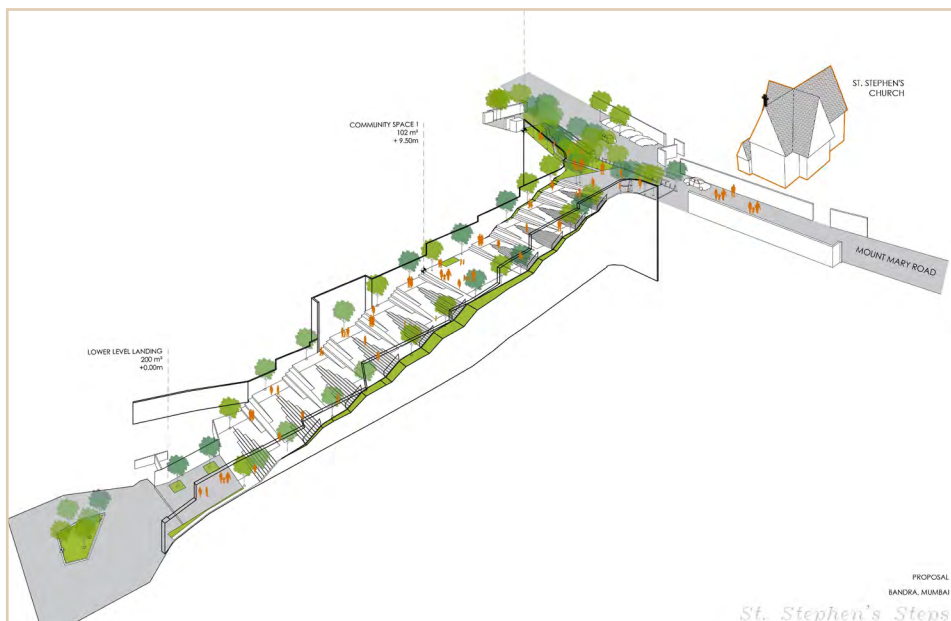 ST. STEPHEN'S
CHURCH
COMMUNITY SPACE 1
102 m²
+ 9.50m
MOUNT MARY ROAD
LOWER LEVEL LANDING
200 m²
+0.00m
PROPOSAL
BANDRA, MUMBAI
St. Stephen's Steps